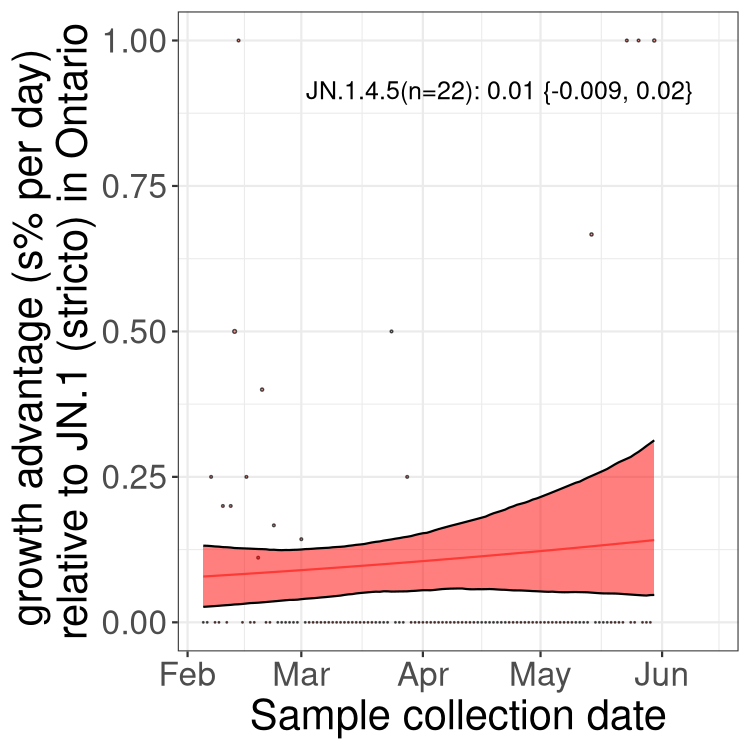 growth advantage (s% per day)
relative to JN.1 (stricto) in Ontario
1.00
0.75
0.50
0.25
0.00
JN.1.4.5(n=22): 0.01 {-0.009, 0.02}
Feb
Mar
Apr
May
Jun
Sample collection date